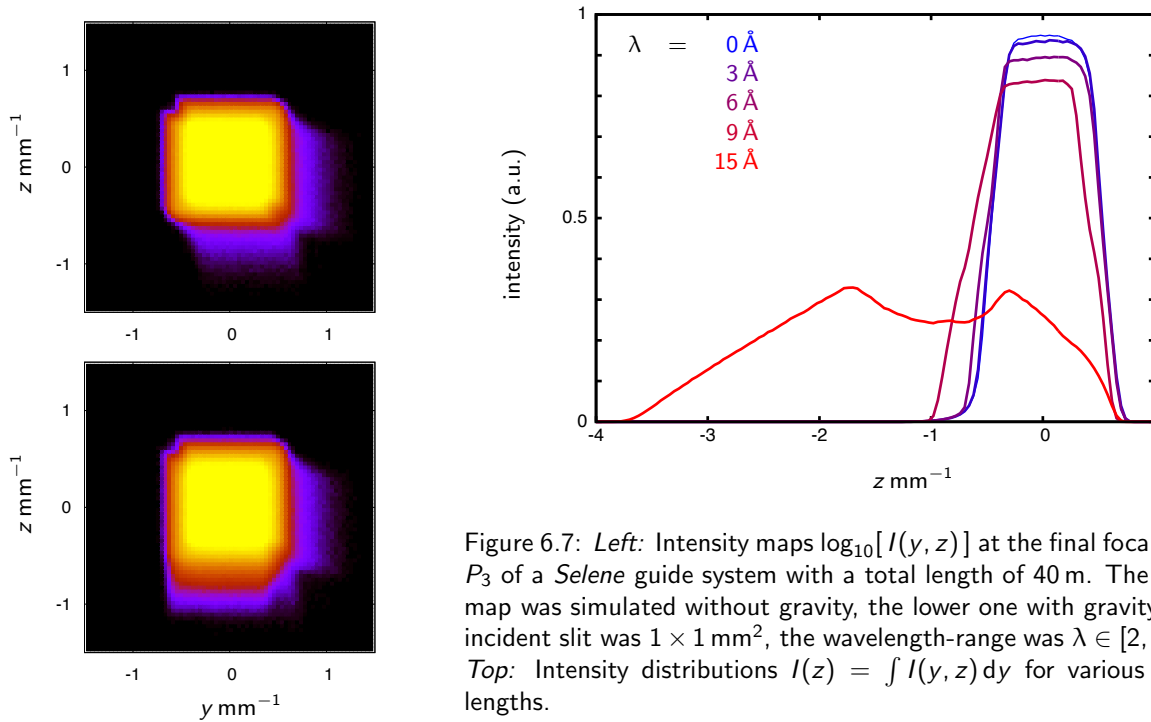 z mm⁻¹
1
0
-1
-1
0
1
z mm⁻¹
1
0
-1
-1
0
1
y mm⁻¹
intensity (a.u.)
1
0.5
0
λ = 0 Å
3 Å
6 Å
9 Å
15 Å
-4
-3
-2
-1
0
z mm⁻¹
Figure 6.7: Left: Intensity maps log₁₀[ I(y, z) ] at the final foca
P₃ of a Selene guide system with a total length of 40 m. The
map was simulated without gravity, the lower one with gravity
incident slit was 1 × 1 mm², the wavelength-range was λ ∈ [2,
Top: Intensity distributions I(z) = ∫ I(y, z) dy for various
lengths.